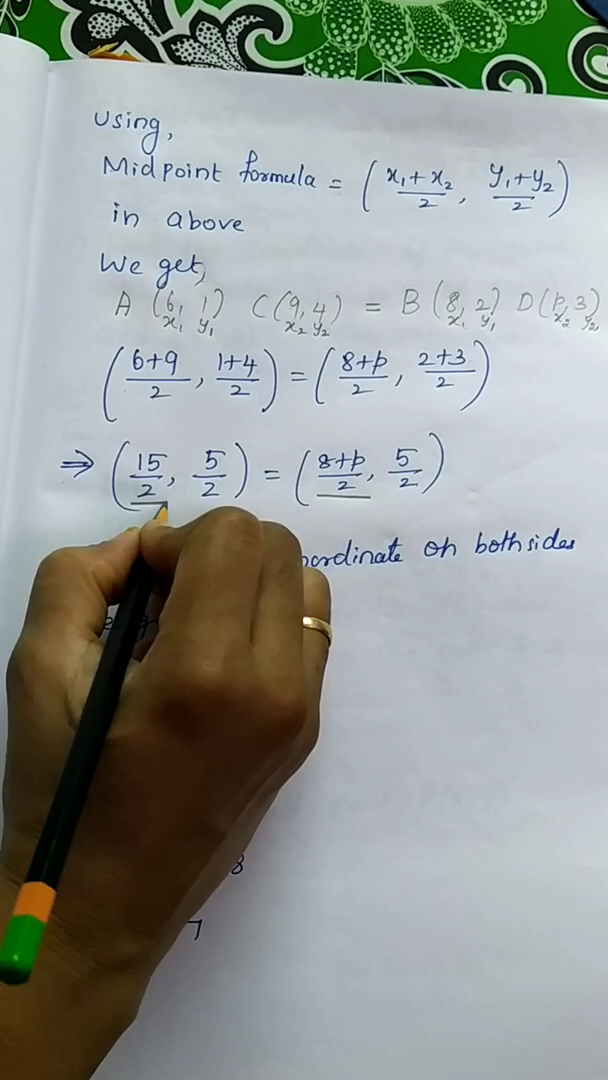 Using,
Midpoint formula = ( x₁+x₂/2 , y₁+y₂/2 )
in above
We get,
A (6, 1) C(9, 4) = B (8, 2) D(p, 3)
x₁ y₁ x₂ y₂ x₁ y₁ x₂ y₂
( 6+9/2 , 1+4/2 ) = ( 8+p/2 , 2+3/2 )
⇒ ( 15/2 , 5/2 ) = ( 8+p/2 , 5/2 )
on both sides
8
7